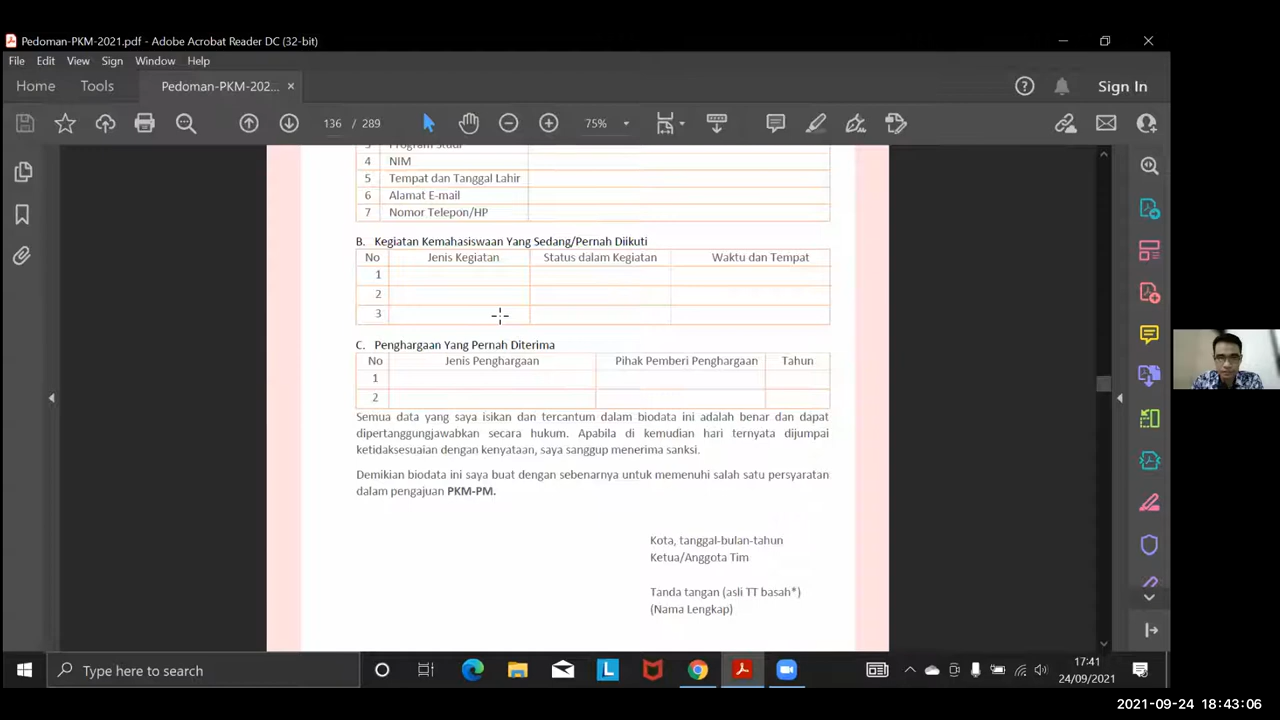 Pedoman-PKM-2021.pdf - Adobe Acrobat Reader DC (32-bit)
File Edit View Sign Window Help
Home Tools Pedoman-PKM-202... × Sign In
136 / 289 75%
3 Program Studi
4 NIM
5 Tempat dan Tanggal Lahir
6 Alamat E-mail
7 Nomor Telepon/HP
B. Kegiatan Kemahasiswaan Yang Sedang/Pernah Diikuti
No Jenis Kegiatan Status dalam Kegiatan Waktu dan Tempat
1
2
3
C. Penghargaan Yang Pernah Diterima
No Jenis Penghargaan Pihak Pemberi Penghargaan Tahun
1
2
Semua data yang saya isikan dan tercantum dalam biodata ini adalah benar dan dapat
dipertanggungjawabkan secara hukum. Apabila di kemudian hari ternyata dijumpai
ketidaksesuaian dengan kenyataan, saya sanggup menerima sanksi.
Demikian biodata ini saya buat dengan sebenarnya untuk memenuhi salah satu persyaratan
dalam pengajuan PKM-PM.
Kota, tanggal-bulan-tahun
Ketua/Anggota Tim
Tanda tangan (asli TT basah*)
(Nama Lengkap)
Type here to search
L
17:41
24/09/2021
2021-09-24 18:43:06